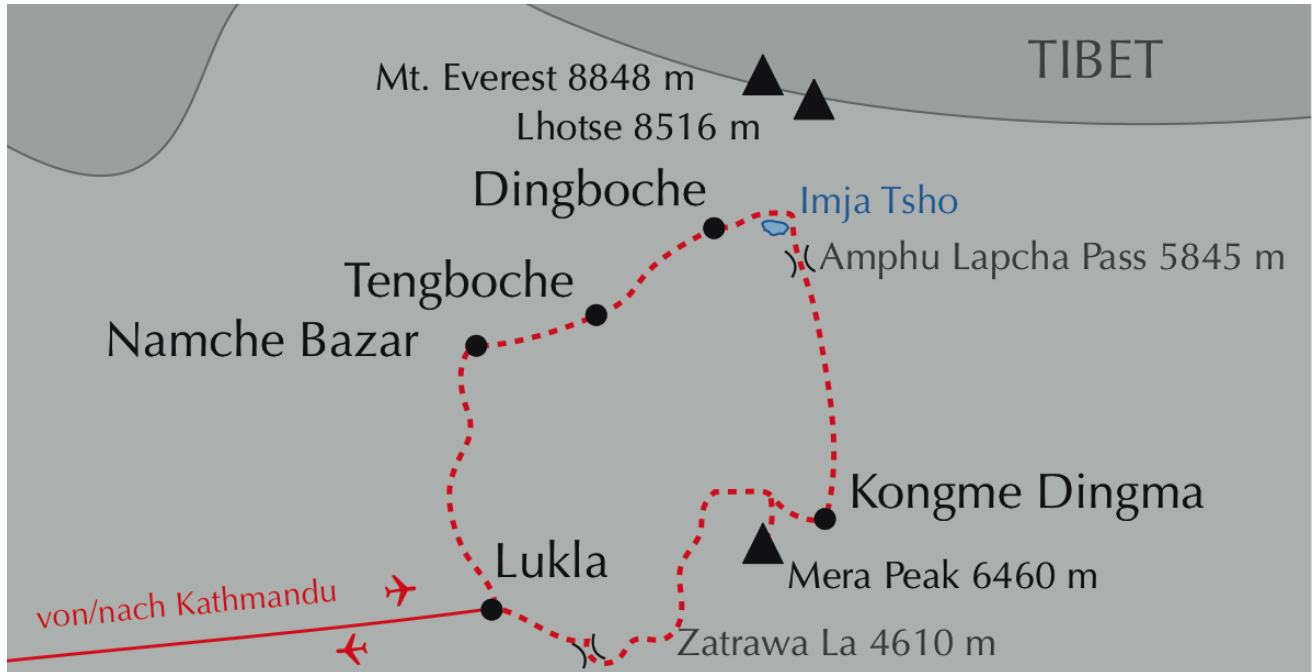 TIBET
Mt. Everest 8848 m
Lhotse 8516 m
Dingboche
Imja Tsho
Amphu Lapcha Pass 5845 m
Tengboche
Namche Bazar
Kongme Dingma
Lukla
Mera Peak 6460 m
von/nach Kathmandu
Zatrawa La 4610 m